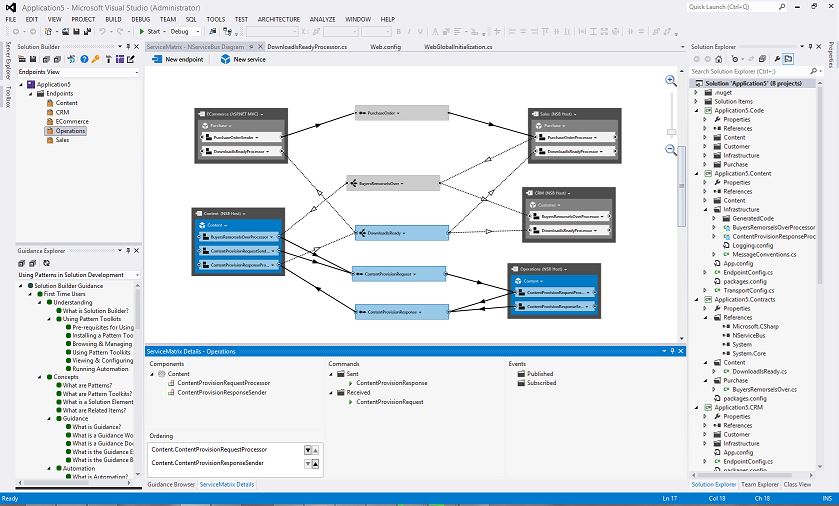 Application5 - Microsoft Visual Studio (Administrator)
Quick Launch (Ctrl+Q)
FILE EDIT VIEW PROJECT BUILD DEBUG TEAM SQL TOOLS TEST ARCHITECTURE ANALYZE WINDOW HELP
Start Debug
Server Explorer
Toolbox
Solution Builder
Endpoints View
Application5
Endpoints
Content
CRM
ECommerce
Operations
Sales
Guidance Explorer
Using Patterns in Solution Development
Solution Builder Guidance
First Time Users
Understanding
What is Solution Builder?
Using Pattern Toolkits
Pre-requisites for Using
Installing a Pattern Too
Browsing & Managing
Using Pattern Toolkits
Viewing & Configuring
Running Automation
Concepts
What are Patterns?
What are Pattern Toolkits?
What is a Solution Element
What are Related Items?
Guidance
What is Guidance?
What is a Guidance Wo
What is a Guidance Doc
What is the Guidance E
What is the Guidance B
Automation
What is Automation?
ServiceMatrix - NServiceBus Diagram
DownloadIsReadyProcessor.cs
Web.config
WebGlobalInitialization.cs
New endpoint
New service
ECommerce (ASP.NET MVC)
Purchase
PurchaseOrderSender
DownloadIsReadyProcessor
PurchaseOrder
Sales (NSB Host)
Purchase
PurchaseOrderProcessor
DownloadIsReadyProcessor
BuyersRemorseIsOver
CRM (NSB Host)
Customer
BuyersRemorseIsOverProcessor
DownloadIsReadyProcessor
Content (NSB Host)
Content
BuyersRemorseIsOverProcessor
ContentProvisionRequestSend...
ContentProvisionResponsePro...
DownloadIsReady
ContentProvisionRequest
ContentProvisionResponse
Operations (NSB Host)
Content
ContentProvisionRequestPro...
ContentProvisionResponseSe...
ServiceMatrix Details - Operations
Components
Content
ContentProvisionRequestProcessor
ContentProvisionResponseSender
Commands
Sent
ContentProvisionResponse
Received
ContentProvisionRequest
Events
Published
Subscribed
Ordering
Content.ContentProvisionRequestProcessor
Content.ContentProvisionResponseSender
Guidance Browser
ServiceMatrix Details
Solution Explorer
Search Solution Explorer (Ctrl+;)
Solution 'Application5' (8 projects)
.nuget
Solution Items
Application5.Code
Properties
References
Content
Customer
Infrastructure
Purchase
Application5.Content
Properties
References
Content
Infrastructure
GeneratedCode
BuyersRemorseIsOverProcessor
ContentProvisionResponseProc
Logging.config
MessageConventions.cs
App.config
EndpointConfig.cs
packages.config
TransportConfig.cs
Application5.Contracts
Properties
References
Microsoft.CSharp
NServiceBus
System
System.Core
Content
DownloadIsReady.cs
Purchase
BuyersRemorseIsOver.cs
packages.config
Application5.CRM
Properties
References
Customer
Infrastructure
App.config
EndpointConfig.cs
packages.config
Solution Explorer
Team Explorer
Class View
Properties
Ready
Ln 17
Col 18
Ch 18
INS